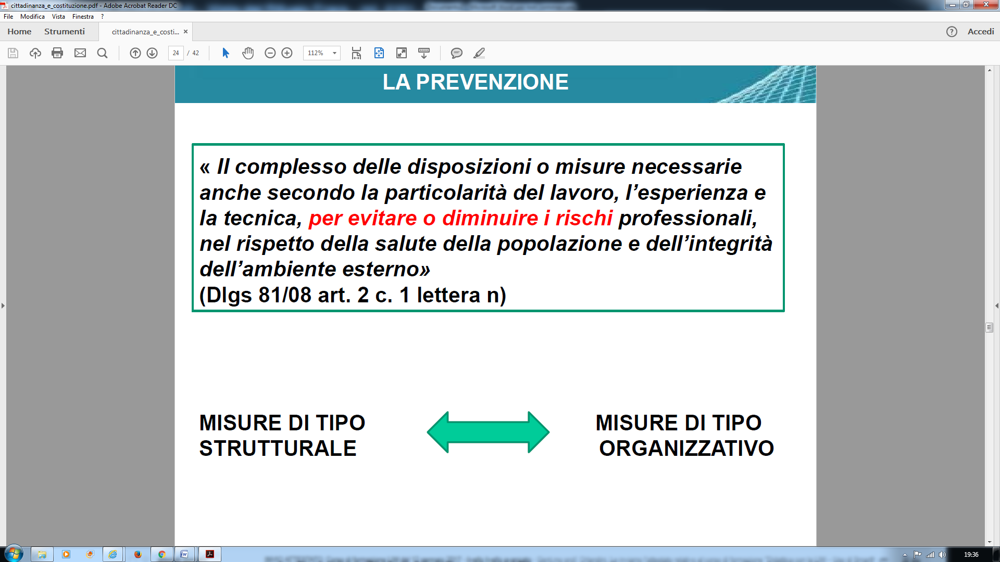 cittadinanza_e_costituzione.pdf - Adobe Acrobat Reader DC
File Modifica Vista Finestra ?
Home Strumenti cittadinanza_e_costi... × ? Accedi
24 / 42 112%
LA PREVENZIONE
« Il complesso delle disposizioni o misure necessarie
anche secondo la particolarità del lavoro, l’esperienza e
la tecnica, per evitare o diminuire i rischi professionali,
nel rispetto della salute della popolazione e dell’integrità
dell’ambiente esterno»
(Dlgs 81/08 art. 2 c. 1 lettera n)
MISURE DI TIPO
STRUTTURALE
MISURE DI TIPO
ORGANIZZATIVO
19:36